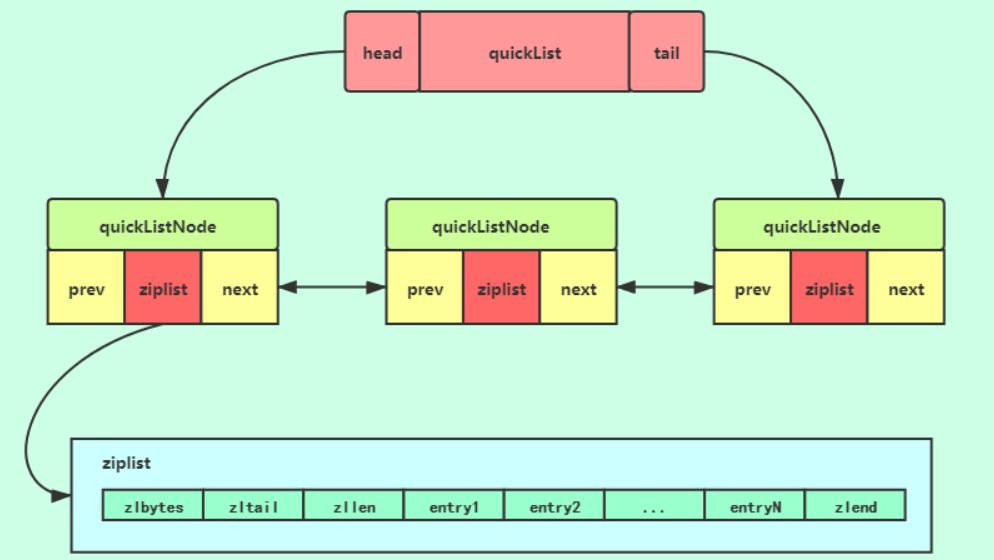 head quickList tail
quickListNode quickListNode quickListNode
prev ziplist next prev ziplist next prev ziplist next
ziplist
zlbytes zltail zllen entry1 entry2 ... entryN zlend